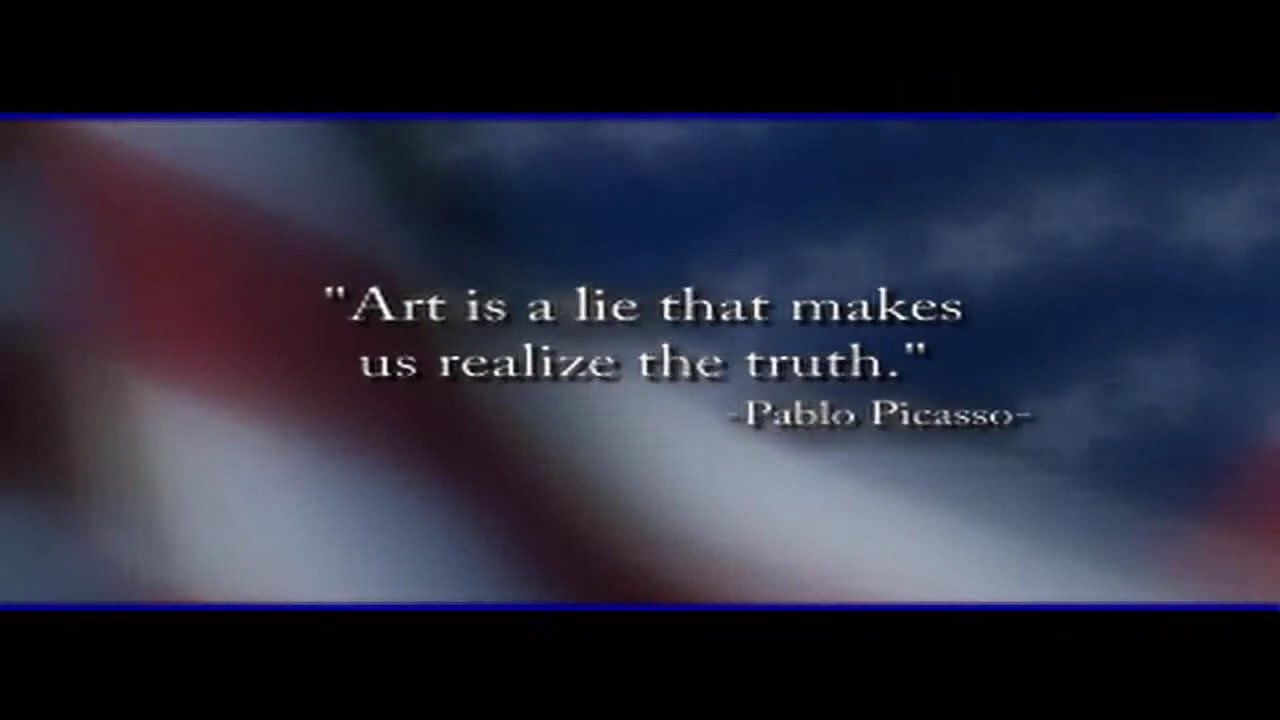 "Art is a lie that makes
us realize the truth."
-Pablo Picasso-